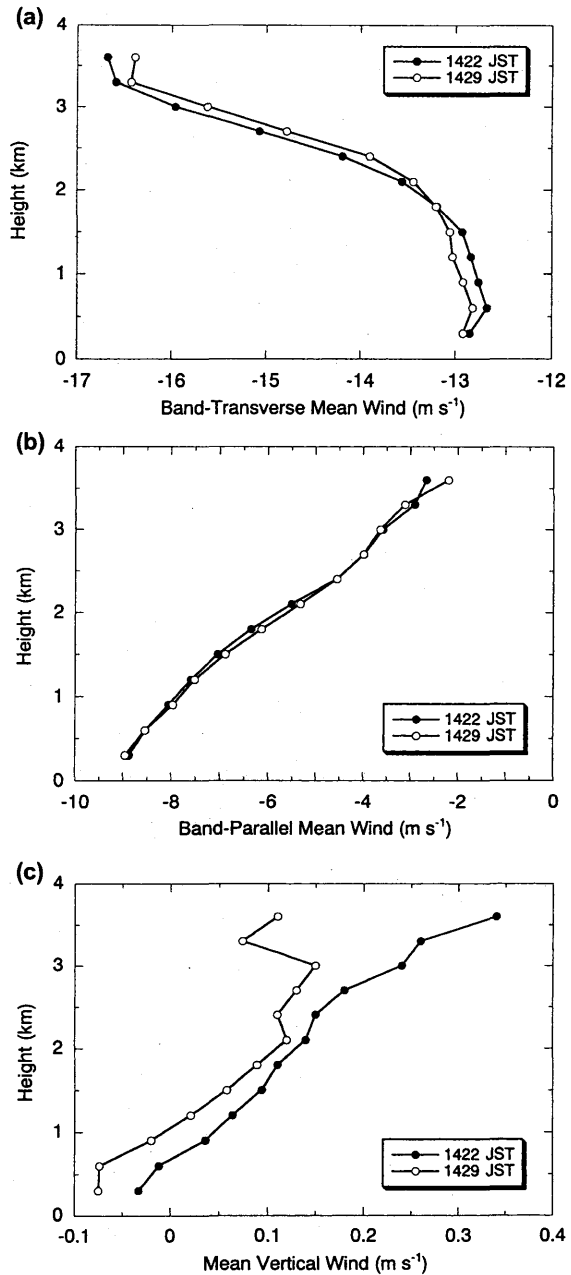 (a)
4
3
2
1
0
Height (km)
1422 JST
1429 JST
-17 -16 -15 -14 -13 -12
Band-Transverse Mean Wind (m s⁻¹)
(b)
4
3
2
1
0
Height (km)
1422 JST
1429 JST
-10 -8 -6 -4 -2 0
Band-Parallel Mean Wind (m s⁻¹)
(c)
4
3
2
1
0
Height (km)
1422 JST
1429 JST
-0.1 0 0.1 0.2 0.3 0.4
Mean Vertical Wind (m s⁻¹)